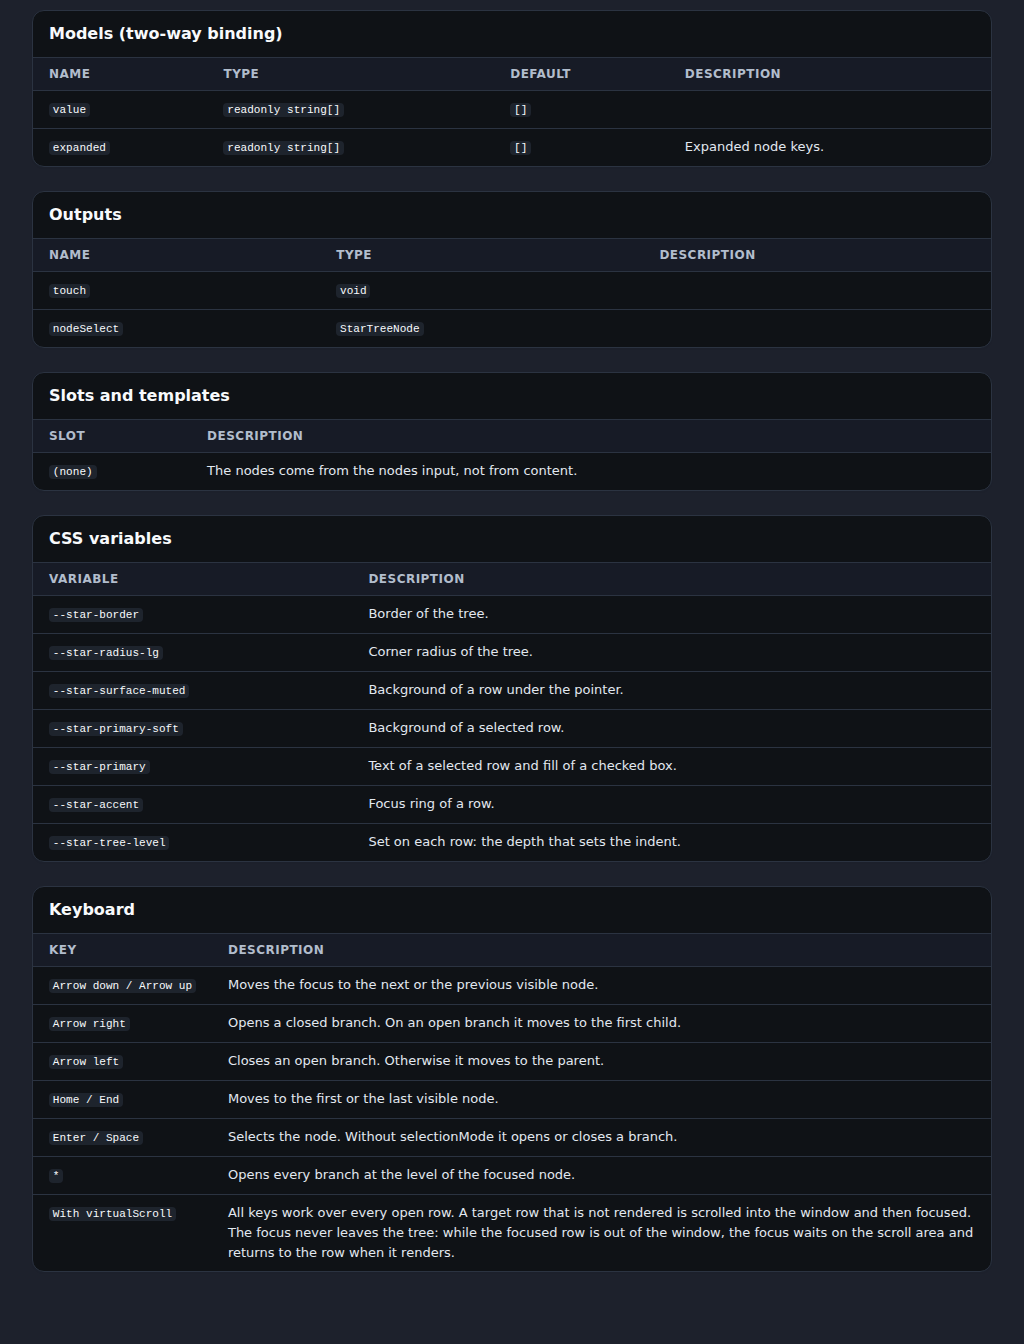 Models (two-way binding)
NAME TYPE DEFAULT DESCRIPTION
value readonly string[] []
expanded readonly string[] [] Expanded node keys.
Outputs
NAME TYPE DESCRIPTION
touch void
nodeSelect StarTreeNode
Slots and templates
SLOT DESCRIPTION
(none) The nodes come from the nodes input, not from content.
CSS variables
VARIABLE DESCRIPTION
--star-border Border of the tree.
--star-radius-lg Corner radius of the tree.
--star-surface-muted Background of a row under the pointer.
--star-primary-soft Background of a selected row.
--star-primary Text of a selected row and fill of a checked box.
--star-accent Focus ring of a row.
--star-tree-level Set on each row: the depth that sets the indent.
Keyboard
KEY DESCRIPTION
Arrow down / Arrow up Moves the focus to the next or the previous visible node.
Arrow right Opens a closed branch. On an open branch it moves to the first child.
Arrow left Closes an open branch. Otherwise it moves to the parent.
Home / End Moves to the first or the last visible node.
Enter / Space Selects the node. Without selectionMode it opens or closes a branch.
* Opens every branch at the level of the focused node.
With virtualScroll All keys work over every open row. A target row that is not rendered is scrolled into the window and then focused.
The focus never leaves the tree: while the focused row is out of the window, the focus waits on the scroll area and
returns to the row when it renders.